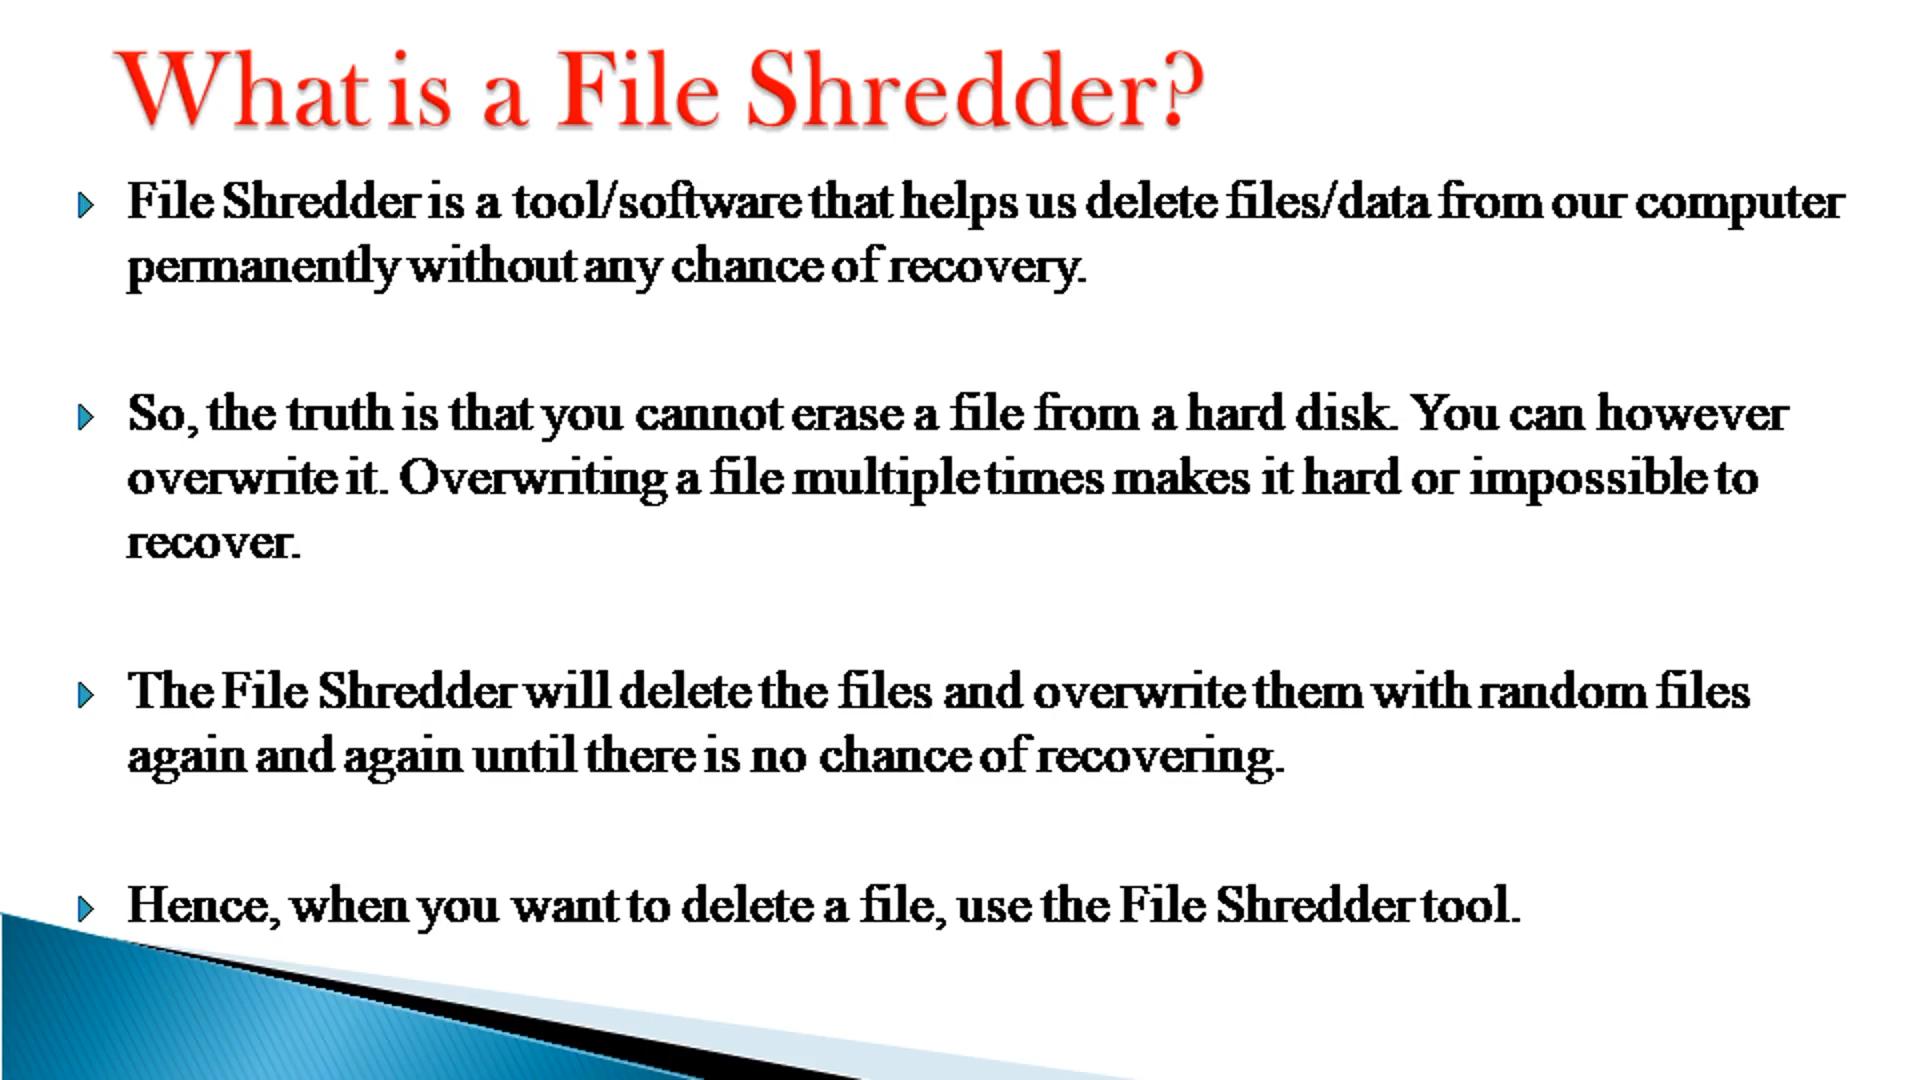 What is a File Shredder?
File Shredder is a tool/software that helps us delete files/data from our computer
permanently without any chance of recovery.
So, the truth is that you cannot erase a file from a hard disk. You can however
overwrite it. Overwriting a file multiple times makes it hard or impossible to
recover.
The File Shredder will delete the files and overwrite them with random files
again and again until there is no chance of recovering.
Hence, when you want to delete a file, use the File Shredder tool.